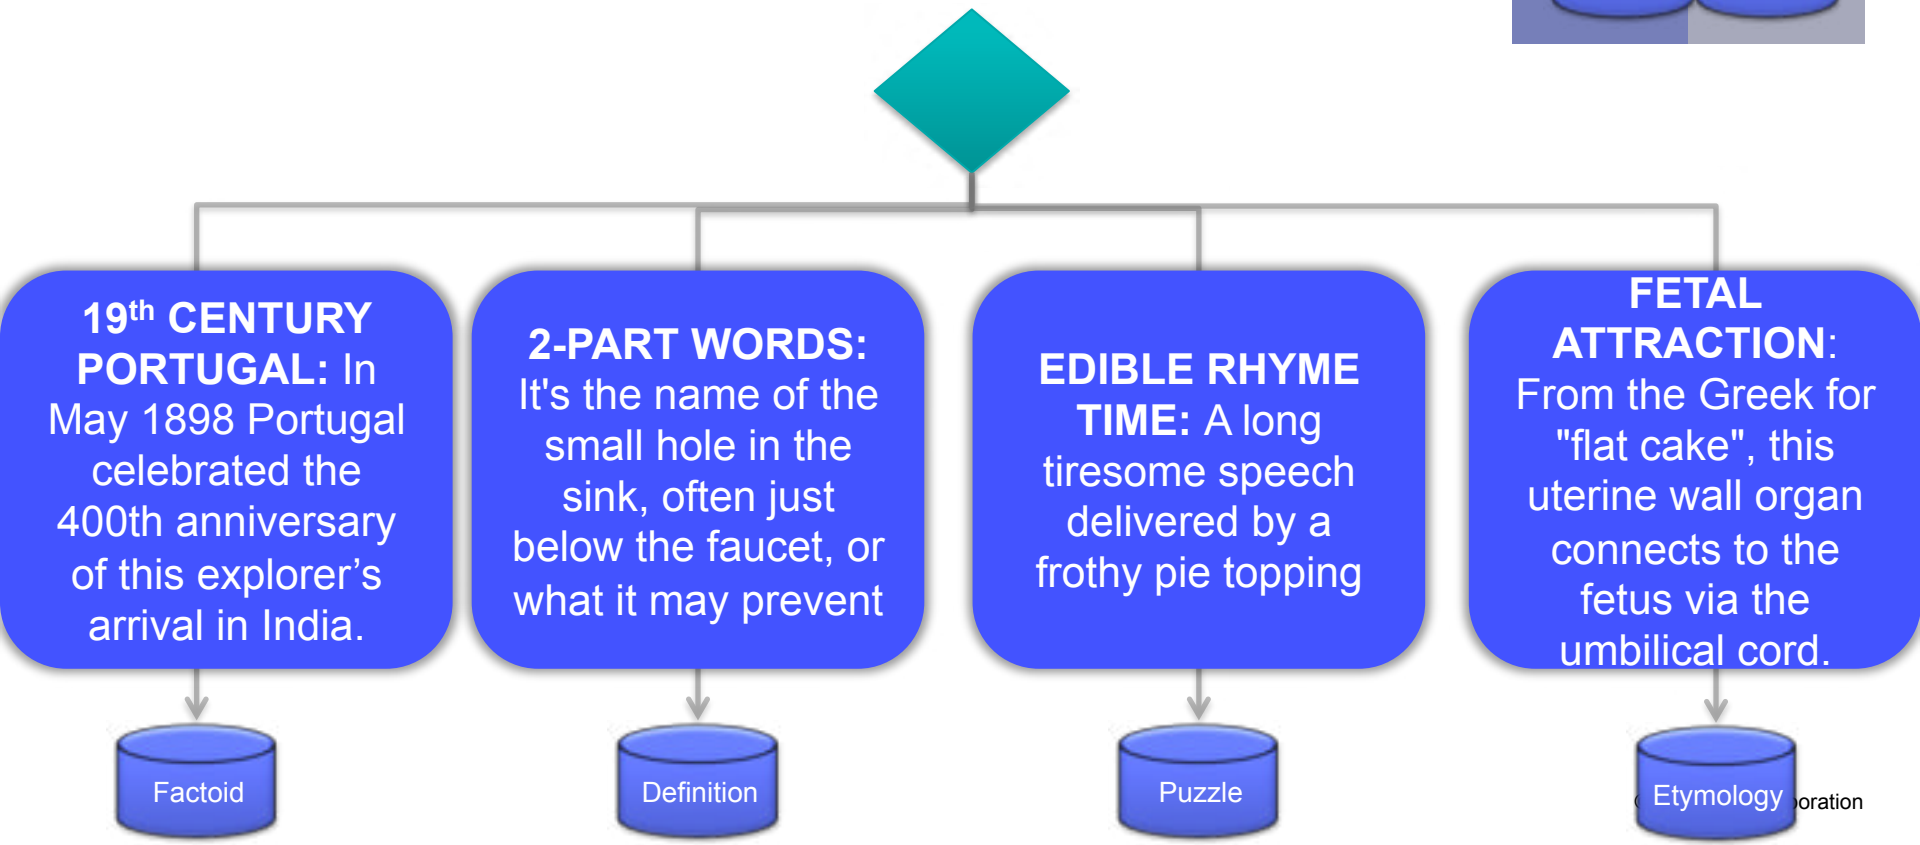 19th CENTURY
PORTUGAL: In
May 1898 Portugal
celebrated the
400th anniversary
of this explorer’s
arrival in India.
2-PART WORDS:
It's the name of the
small hole in the
sink, often just
below the faucet, or
what it may prevent
EDIBLE RHYME
TIME: A long
tiresome speech
delivered by a
frothy pie topping
FETAL
ATTRACTION:
From the Greek for
"flat cake", this
uterine wall organ
connects to the
fetus via the
umbilical cord.
Factoid
Definition
Puzzle
Etymology
oration